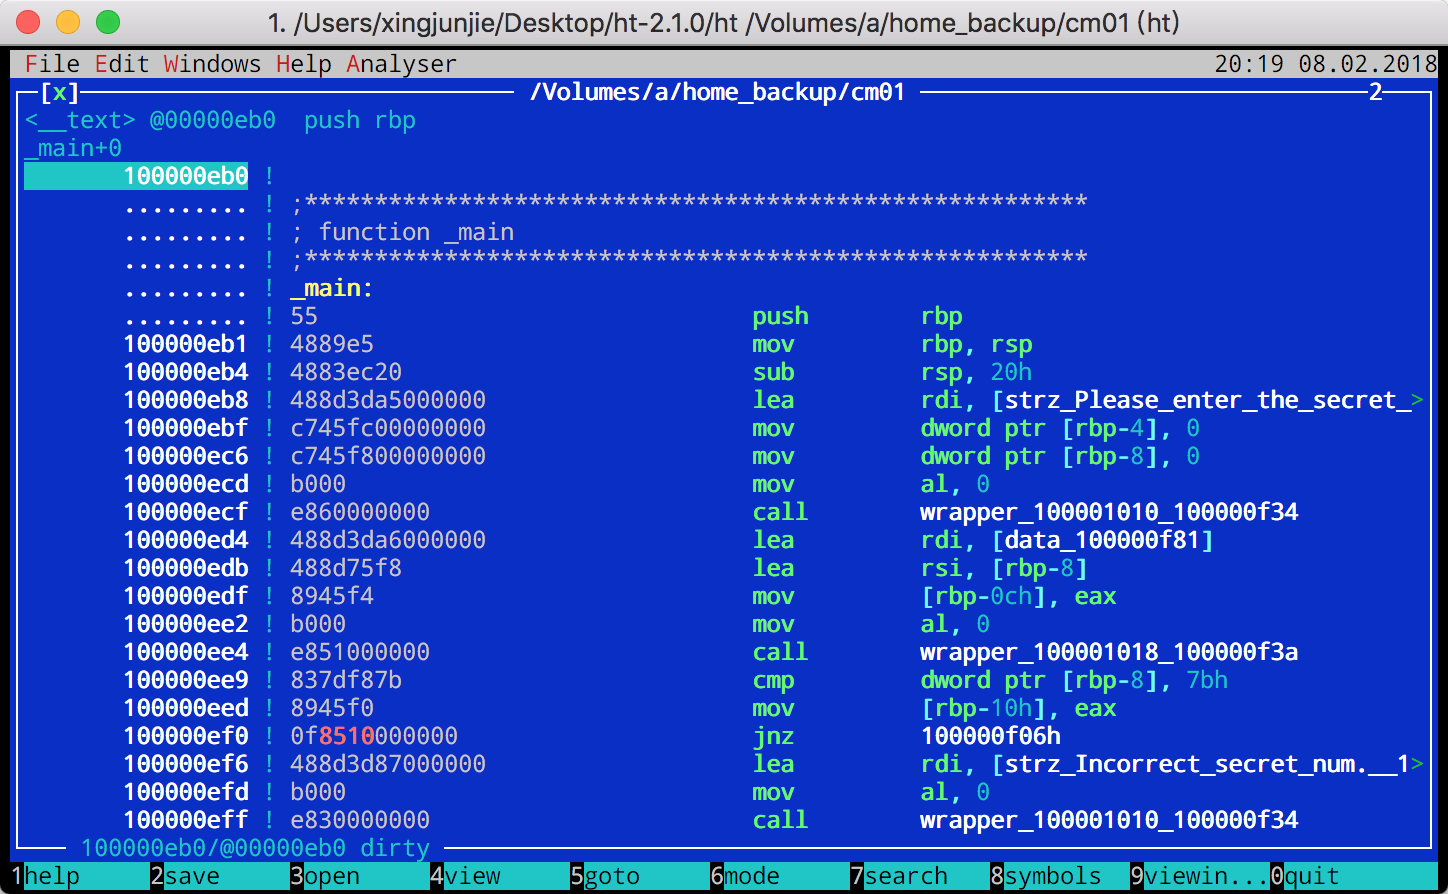 1. /Users/xingjunjie/Desktop/ht-2.1.0/ht /Volumes/a/home_backup/cm01 (ht)
File Edit Windows Help Analyser 20:19 08.02.2018
[x] /Volumes/a/home_backup/cm01 2
<__text> @00000eb0 push rbp
_main+0
100000eb0 !
......... ! ;********************************************************
......... ! ; function _main
......... ! ;********************************************************
......... ! _main:
......... ! 55 push rbp
100000eb1 ! 4889e5 mov rbp, rsp
100000eb4 ! 4883ec20 sub rsp, 20h
100000eb8 ! 488d3da5000000 lea rdi, [strz_Please_enter_the_secret_>
100000ebf ! c745fc00000000 mov dword ptr [rbp-4], 0
100000ec6 ! c745f800000000 mov dword ptr [rbp-8], 0
100000ecd ! b000 mov al, 0
100000ecf ! e860000000 call wrapper_100001010_100000f34
100000ed4 ! 488d3da6000000 lea rdi, [data_100000f81]
100000edb ! 488d75f8 lea rsi, [rbp-8]
100000edf ! 8945f4 mov [rbp-0ch], eax
100000ee2 ! b000 mov al, 0
100000ee4 ! e851000000 call wrapper_100001018_100000f3a
100000ee9 ! 837df87b cmp dword ptr [rbp-8], 7bh
100000eed ! 8945f0 mov [rbp-10h], eax
100000ef0 ! 0f8510000000 jnz 100000f06h
100000ef6 ! 488d3d87000000 lea rdi, [strz_Incorrect_secret_num.__1>
100000efd ! b000 mov al, 0
100000eff ! e830000000 call wrapper_100001010_100000f34
100000eb0/@00000eb0 dirty
1help 2save 3open 4view 5goto 6mode 7search 8symbols 9viewin...0quit